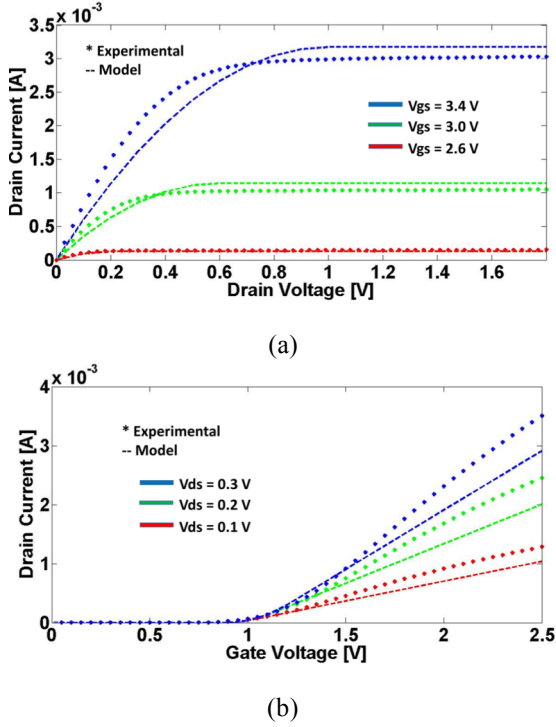 x 10⁻³
3.5
3
2.5
2
1.5
1
0.5
0
Drain Current [A]
* Experimental
-- Model
Vgs = 3.4 V
Vgs = 3.0 V
Vgs = 2.6 V
0 0.2 0.4 0.6 0.8 1 1.2 1.4 1.6
Drain Voltage [V]
(a)
x 10⁻³
4
3
2
1
0
Drain Current [A]
* Experimental
-- Model
Vds = 0.3 V
Vds = 0.2 V
Vds = 0.1 V
0 0.5 1 1.5 2 2.5
Gate Voltage [V]
(b)